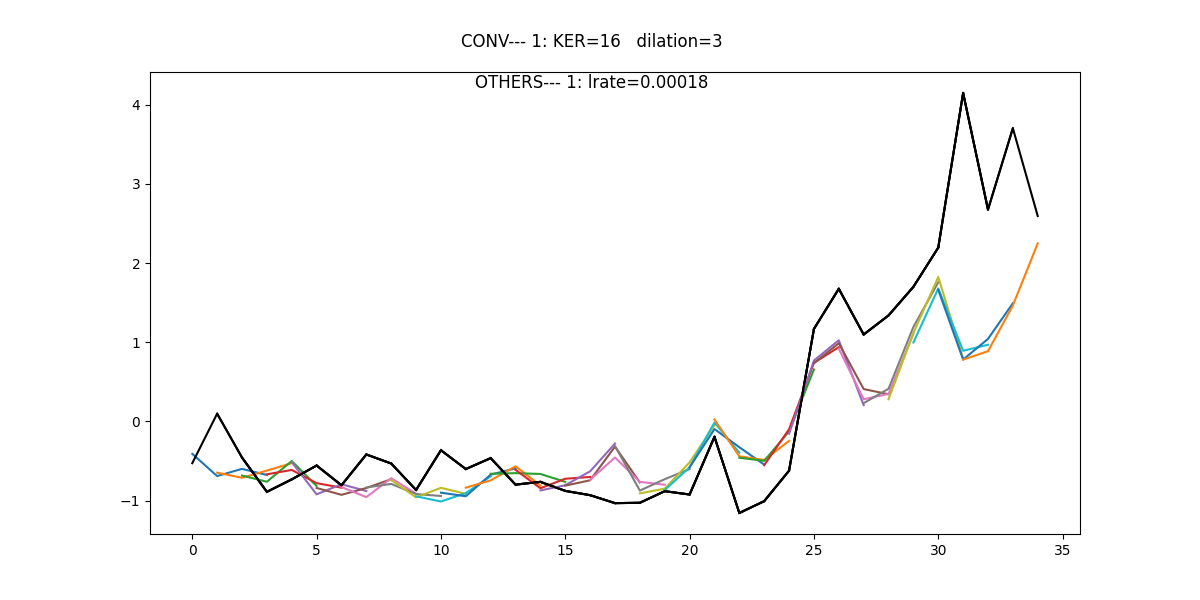 CONV--- 1: KER=16   dilation=3
OTHERS--- 1: lrate=0.00018
4
3
2
1
0
−1
0 5 10 15 20 25 30 35